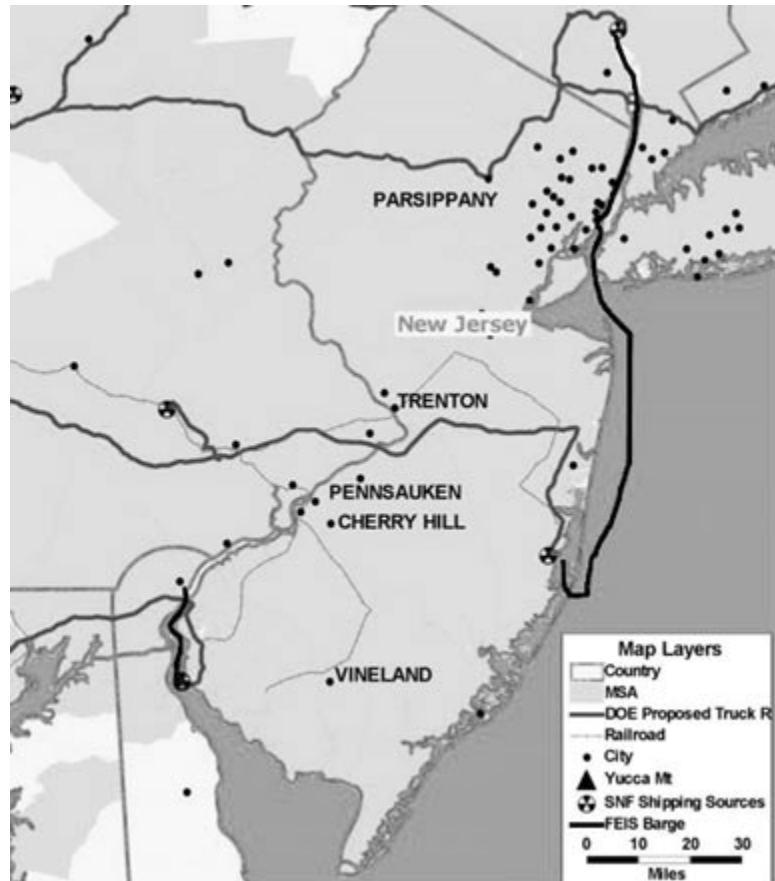 PARSIPPANY
New Jersey
TRENTON
PENNSAUKEN
CHERRY HILL
VINELAND
Map Layers
Country
MSA
DOE Proposed Truck R
Railroad
City
Yucca Mt
SNF Shipping Sources
FEIS Barge
0 10 20 30
Miles